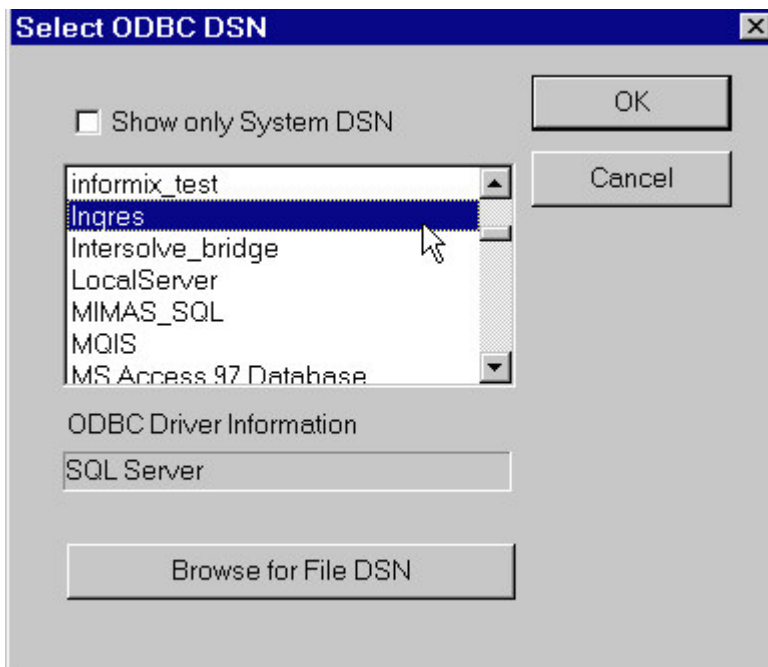 Select ODBC DSN
Show only System DSN
OK
Cancel
informix_test
Ingres
Intersolve_bridge
LocalServer
MIMAS_SQL
MQIS
MS Access 97 Database
ODBC Driver Information
SQL Server
Browse for File DSN